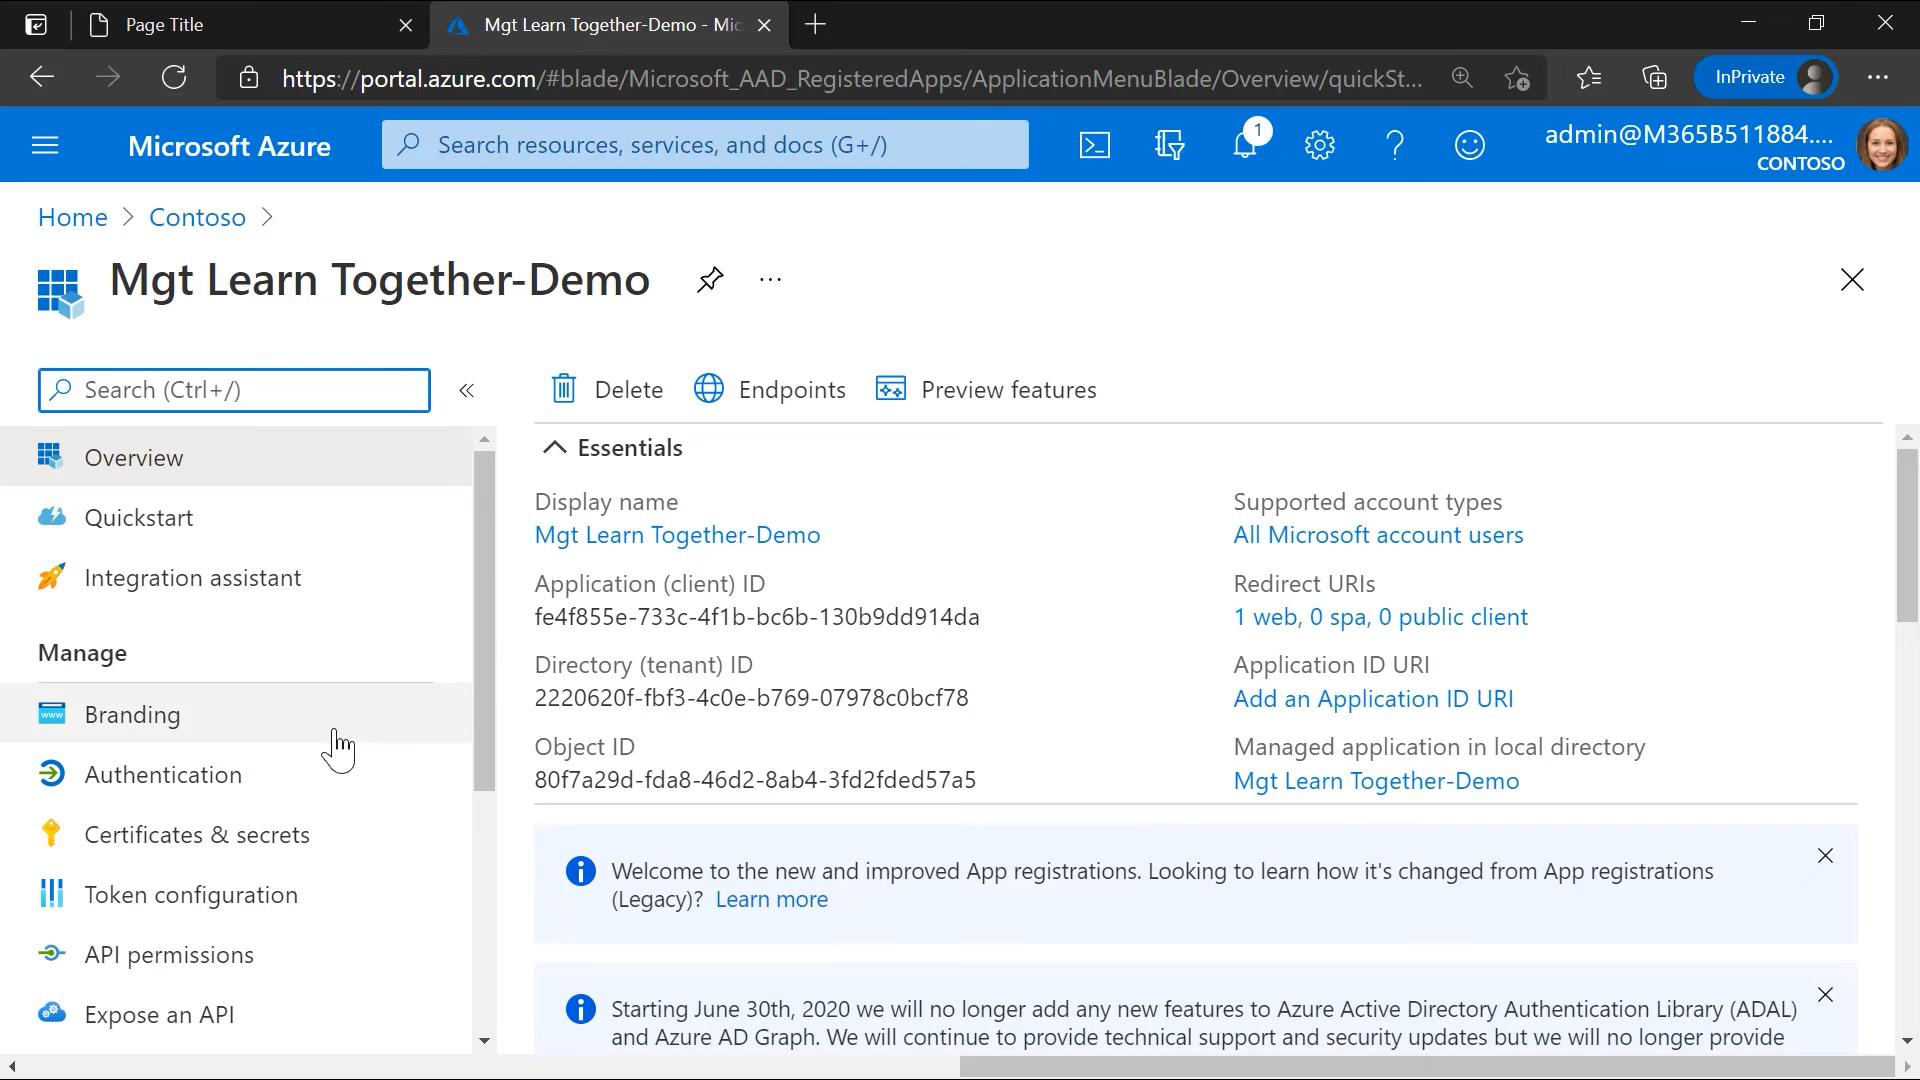 Page Title
Mgt Learn Together-Demo - Mic
https://portal.azure.com/#blade/Microsoft_AAD_RegisteredApps/ApplicationMenuBlade/Overview/quickSt...
InPrivate
Microsoft Azure
Search resources, services, and docs (G+/)
1
admin@M365B511884....
CONTOSO
Home > Contoso >
Mgt Learn Together-Demo
Search (Ctrl+/)
Overview
Quickstart
Integration assistant
Manage
www
Branding
Authentication
Certificates & secrets
Token configuration
API permissions
Expose an API
Delete
Endpoints
Preview features
Essentials
Display name
Mgt Learn Together-Demo
Application (client) ID
fe4f855e-733c-4f1b-bc6b-130b9dd914da
Directory (tenant) ID
2220620f-fbf3-4c0e-b769-07978c0bcf78
Object ID
80f7a29d-fda8-46d2-8ab4-3fd2fded57a5
Supported account types
All Microsoft account users
Redirect URIs
1 web, 0 spa, 0 public client
Application ID URI
Add an Application ID URI
Managed application in local directory
Mgt Learn Together-Demo
Welcome to the new and improved App registrations. Looking to learn how it's changed from App registrations
(Legacy)? Learn more
Starting June 30th, 2020 we will no longer add any new features to Azure Active Directory Authentication Library (ADAL)
and Azure AD Graph. We will continue to provide technical support and security updates but we will no longer provide